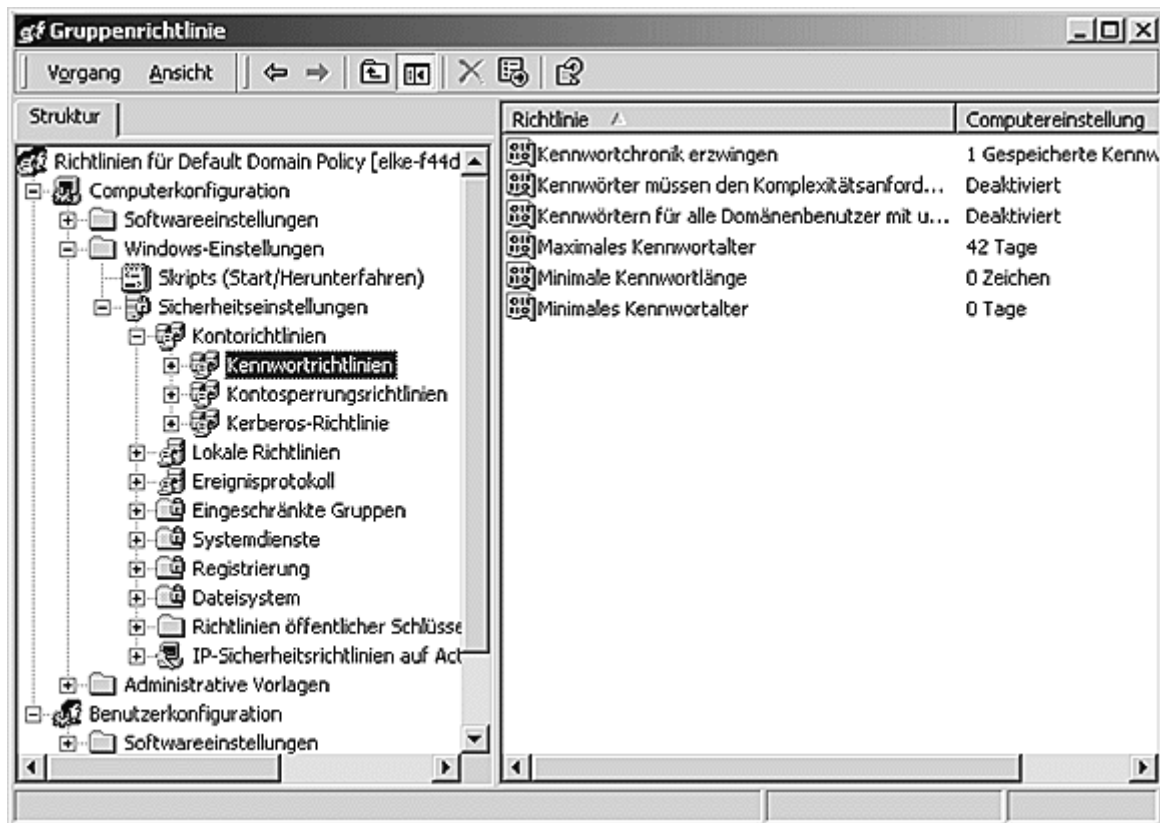 Gruppenrichtlinie
Vorgang Ansicht
Struktur
Richtlinien für Default Domain Policy [elke-f44d
Computerkonfiguration
Softwareeinstellungen
Windows-Einstellungen
Skripts (Start/Herunterfahren)
Sicherheitseinstellungen
Kontorichtlinien
Kennwortrichtlinien
Kontosperrungsrichtlinien
Kerberos-Richtlinie
Lokale Richtlinien
Ereignisprotokoll
Eingeschränkte Gruppen
Systemdienste
Registrierung
Dateisystem
Richtlinien öffentlicher Schlüsse
IP-Sicherheitsrichtlinien auf Act
Administrative Vorlagen
Benutzerkonfiguration
Softwareeinstellungen
Richtlinie Computereinstellung
Kennwortchronik erzwingen 1 Gespeicherte Kennw
Kennwörter müssen den Komplexitätsanford... Deaktiviert
Kennwörtern für alle Domänenbenutzer mit u... Deaktiviert
Maximales Kennwortalter 42 Tage
Minimale Kennwortlänge 0 Zeichen
Minimales Kennwortalter 0 Tage